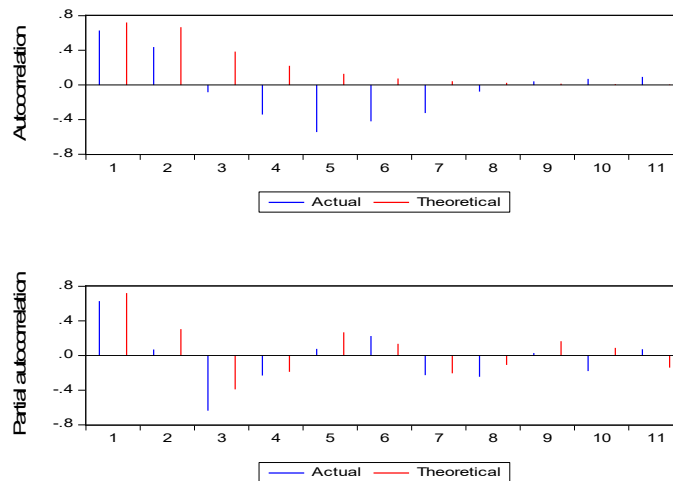 Autocorrelation
.8
.4
.0
-.4
-.8
1 2 3 4 5 6 7 8 9 10 11
Actual Theoretical
Partial autocorrelation
.8
.4
.0
-.4
-.8
1 2 3 4 5 6 7 8 9 10 11
Actual Theoretical